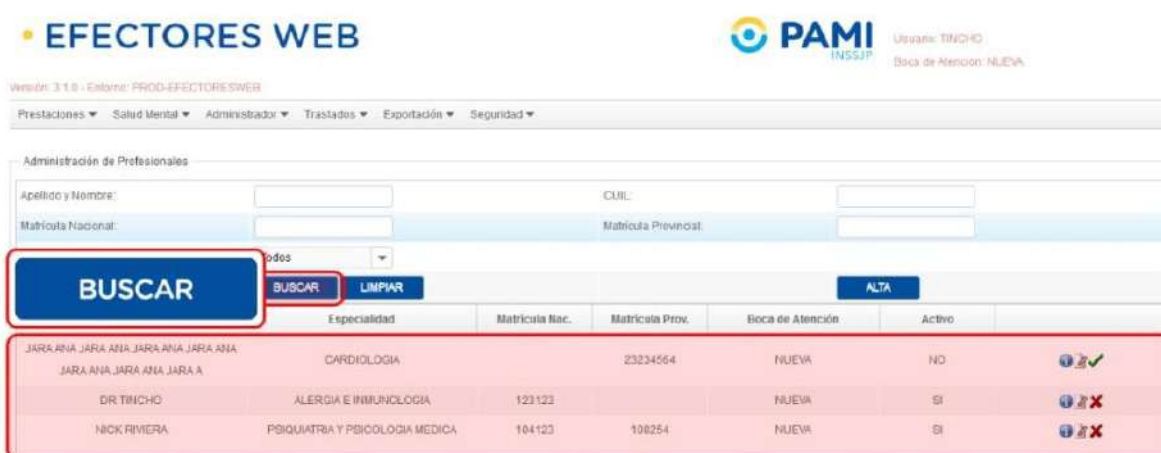 • EFECTORES WEB
PAMI
INSSJP
Usuario: TINCHO
Boca de Atención: NUEVA
Versión: 3.1.0 - Entorno: PROD-EFECTORESWEB
Prestaciones Salud Mental Administrador Traslados Exportación Seguridad
Administración de Profesionales
Apellido y Nombre: CUIL:
Matrícula Nacional: Matrícula Provincial:
Todos
BUSCAR BUSCAR LIMPIAR ALTA
Especialidad Matrícula Nac. Matrícula Prov. Boca de Atención Activo
JARA ANA JARA ANA JARA ANA JARA ANA
JARA ANA JARA ANA JARA A CARDIOLOGIA 23234564 NUEVA NO
DR TINCHO ALERGIA E INMUNOLOGIA 123123 NUEVA SI
NICK RIVIERA PSIQUIATRIA Y PSICOLOGIA MEDICA 104123 108254 NUEVA SI